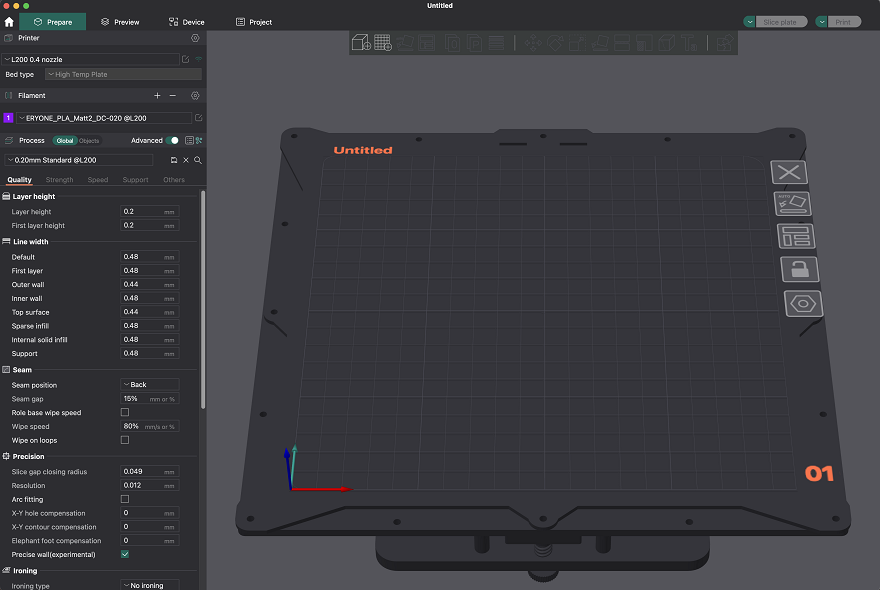 Untitled
Prepare
Preview
Device
Project
Slice plate
Print
Printer
L200 0.4 nozzle
Bed type
High Temp Plate
Filament
1
ERYONE_PLA_Matt2_DC-020 @L200
Process
Global
Objects
Advanced
0.20mm Standard @L200
Quality
Strength
Speed
Support
Others
Layer height
Layer height 0.2 mm
First layer height 0.2 mm
Line width
Default 0.48 mm
First layer 0.48 mm
Outer wall 0.44 mm
Inner wall 0.48 mm
Top surface 0.44 mm
Sparse infill 0.48 mm
Internal solid infill 0.48 mm
Support 0.48 mm
Seam
Seam position Back
Seam gap 15% mm or %
Role base wipe speed
Wipe speed 80% mm/s or %
Wipe on loops
Precision
Slice gap closing radius 0.049 mm
Resolution 0.012 mm
Arc fitting
X-Y hole compensation 0 mm
X-Y contour compensation 0 mm
Elephant foot compensation 0 mm
Precise wall(experimental)
Ironing
Ironing type No ironing
Untitled
AUTO
01